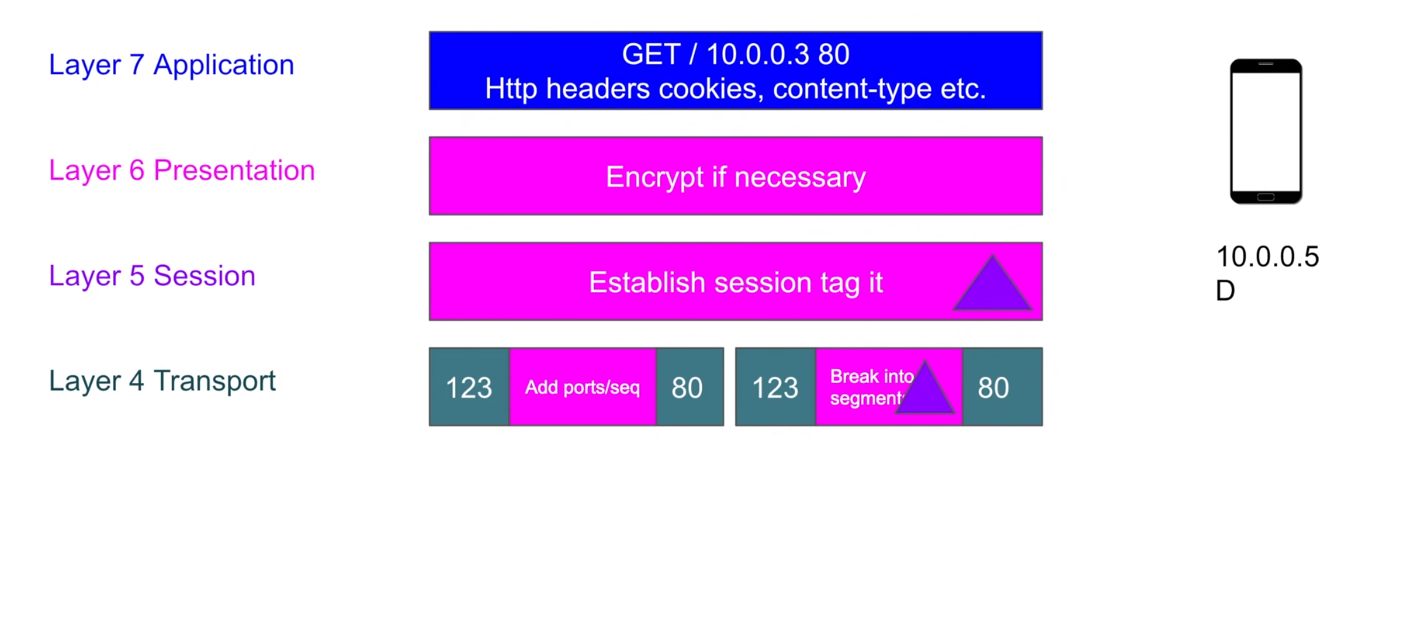 Layer 7 Application
GET / 10.0.0.3 80
Http headers cookies, content-type etc.
Layer 6 Presentation
Encrypt if necessary
Layer 5 Session
Establish session tag it
10.0.0.5
D
Layer 4 Transport
123
Add ports/seq
80
123
Break into
segments
80